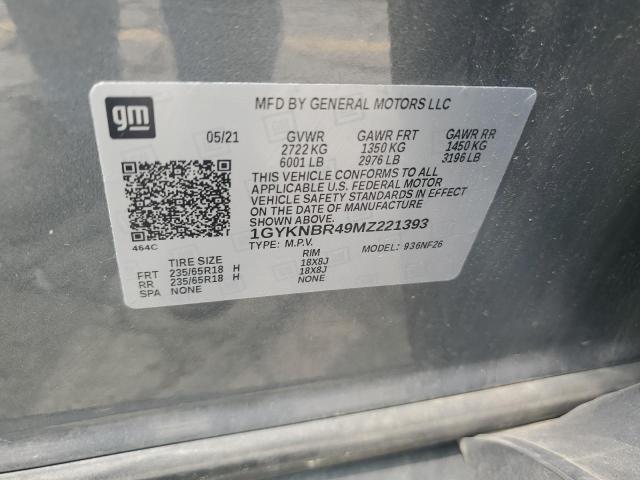 gm
MFD BY GENERAL MOTORS LLC
05/21 GVWR GAWR FRT GAWR RR
2722 KG 1350 KG 1450 KG
6001 LB 2976 LB 3196 LB
THIS VEHICLE CONFORMS TO ALL
APPLICABLE U.S. FEDERAL MOTOR
VEHICLE SAFETY STANDARDS IN EFFECT
ON THE DATE OF MANUFACTURE
SHOWN ABOVE.
1GYKNBR49MZ221393
464C TYPE: M.P.V. MODEL: 936NF26
TIRE SIZE RIM
FRT 235/65R18 H 18X8J
RR 235/65R18 H 18X8J
SPA NONE NONE